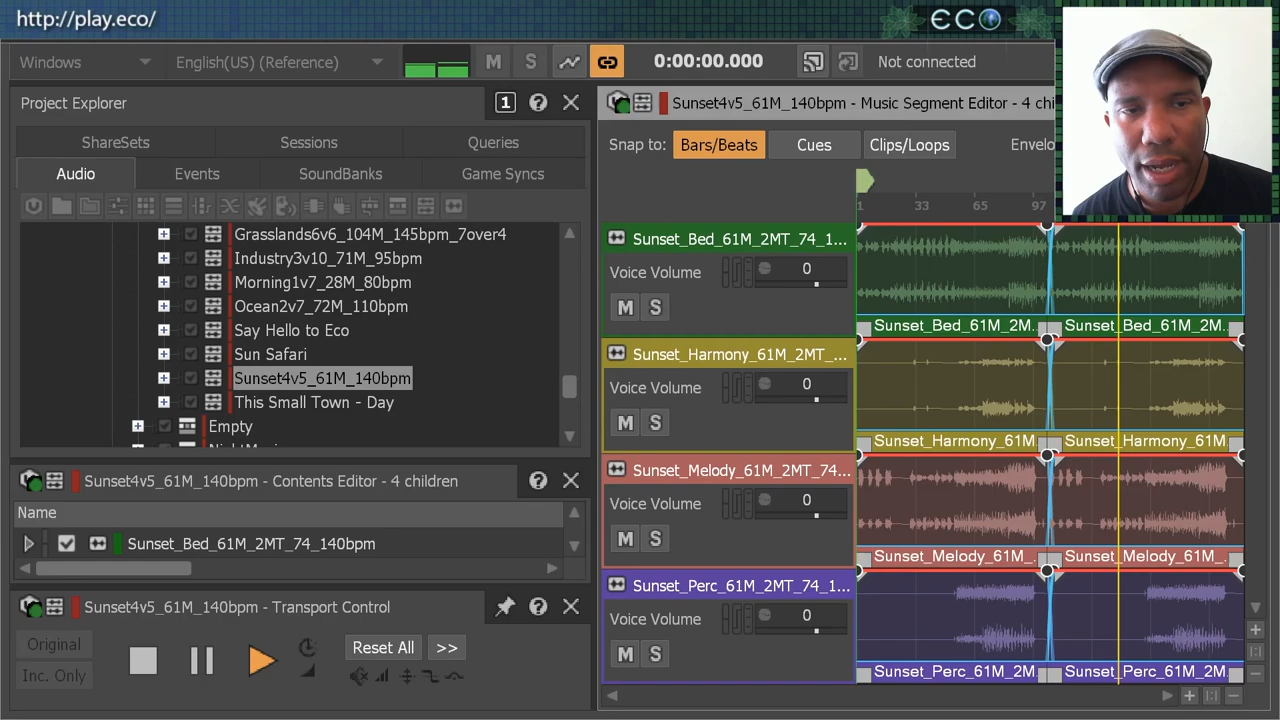 http://play.eco/
ECO
Windows
English(US) (Reference)
M
S
0:00:00.000
Not connected
Project Explorer
1
?
Sunset4v5_61M_140bpm - Music Segment Editor - 4 chi
ShareSets
Sessions
Queries
Snap to:
Bars/Beats
Cues
Clips/Loops
Envelo
Audio
Events
SoundBanks
Game Syncs
1
33
65
97
Grasslands6v6_104M_145bpm_7over4
Industry3v10_71M_95bpm
Morning1v7_28M_80bpm
Ocean2v7_72M_110bpm
Say Hello to Eco
Sun Safari
Sunset4v5_61M_140bpm
This Small Town - Day
Empty
Sunset_Bed_61M_2MT_74_1...
Voice Volume
0
M
S
Sunset_Bed_61M_2M...
Sunset_Bed_61M_2M...
Sunset_Harmony_61M_2MT_...
Voice Volume
0
M
S
Sunset_Harmony_61M.
Sunset_Harmony_61M.
Sunset4v5_61M_140bpm - Contents Editor - 4 children
?
Name
Sunset_Bed_61M_2MT_74_140bpm
Sunset_Melody_61M_2MT_74...
Voice Volume
0
M
S
Sunset_Melody_61M_.
Sunset_Melody_61M_...
Sunset4v5_61M_140bpm - Transport Control
?
Original
Inc. Only
Reset All
>>
Sunset_Perc_61M_2MT_74_1...
Voice Volume
0
M
S
Sunset_Perc_61M_2M.
Sunset_Perc_61M_2M...